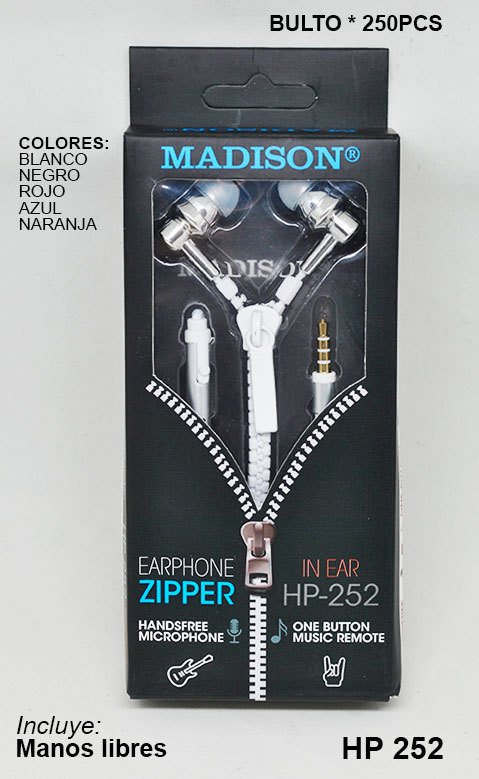 BULTO * 250PCS
COLORES:
BLANCO
NEGRO
ROJO
AZUL
NARANJA
MADISON®
MADISON
EARPHONE
ZIPPER
IN EAR
HP-252
HANDSFREE
MICROPHONE
ONE BUTTON
MUSIC REMOTE
Incluye:
Manos libres
HP 252